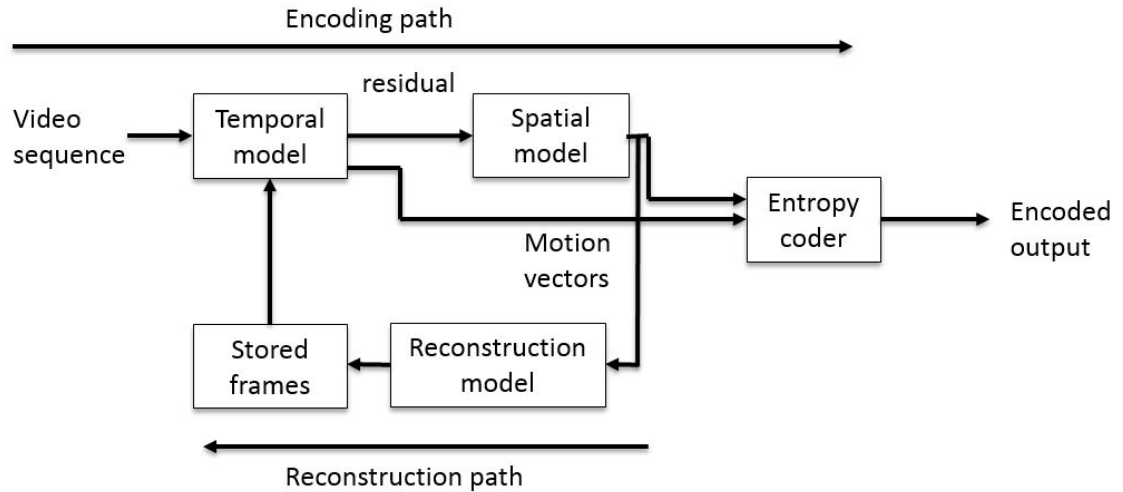 Encoding path
residual
Video
sequence
Temporal
model
Spatial
model
Entropy
coder
Encoded
output
Motion
vectors
Stored
frames
Reconstruction
model
Reconstruction path